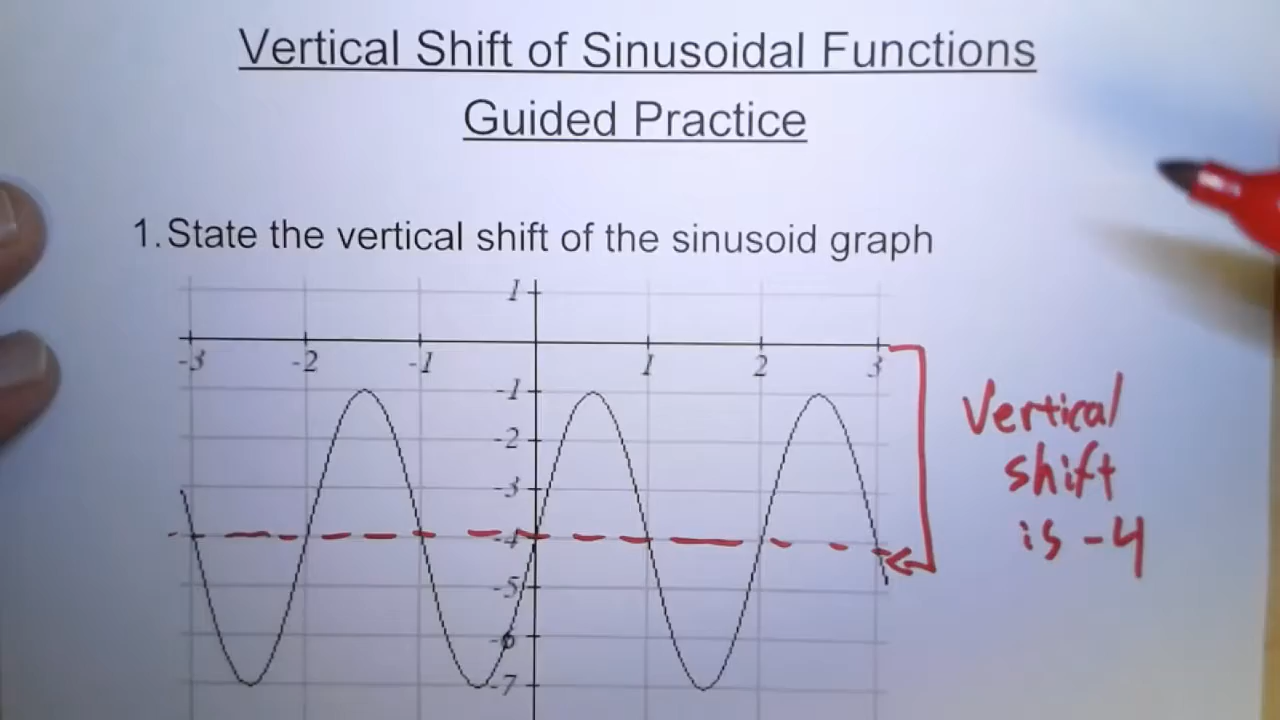 Vertical Shift of Sinusoidal Functions
Guided Practice
1. State the vertical shift of the sinusoid graph
1
-3 -2 -1 1 2 3
-1
-2
-3
-4
-5
-6
-7
Vertical
shift
is -4